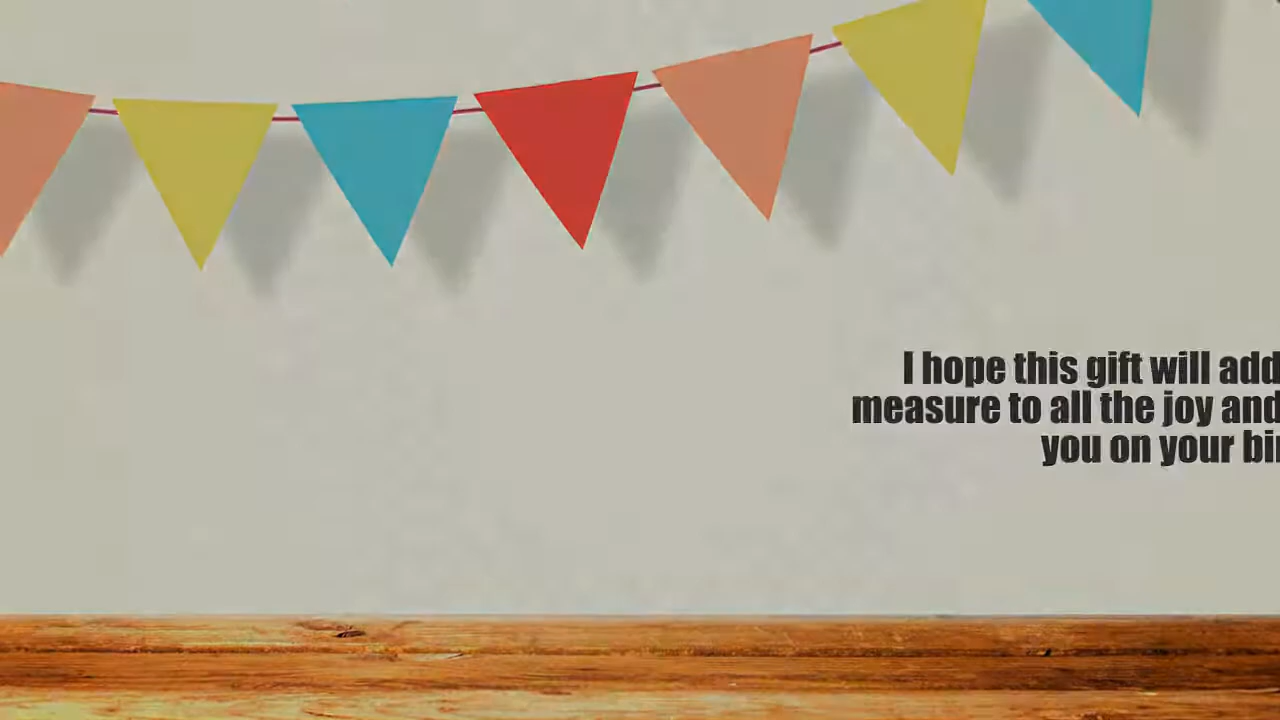 I hope this gift will add
measure to all the joy and
you on your